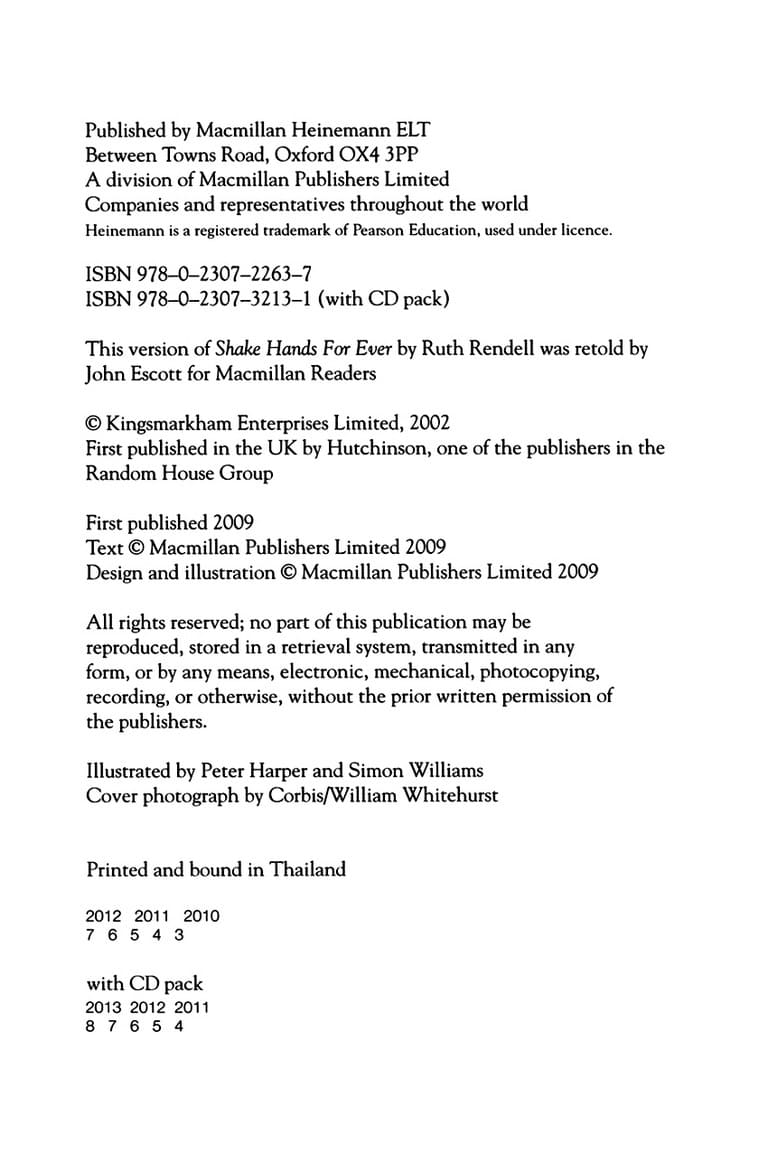 Published by Macmillan Heinemann ELT
Between Towns Road, Oxford OX4 3PP
A division of Macmillan Publishers Limited
Companies and representatives throughout the world
Heinemann is a registered trademark of Pearson Education, used under licence.
ISBN 978–0–2307–2263–7
ISBN 978–0–2307–3213–1 (with CD pack)
This version of Shake Hands For Ever by Ruth Rendell was retold by
John Escott for Macmillan Readers
© Kingsmarkham Enterprises Limited, 2002
First published in the UK by Hutchinson, one of the publishers in the
Random House Group
First published 2009
Text © Macmillan Publishers Limited 2009
Design and illustration © Macmillan Publishers Limited 2009
All rights reserved; no part of this publication may be
reproduced, stored in a retrieval system, transmitted in any
form, or by any means, electronic, mechanical, photocopying,
recording, or otherwise, without the prior written permission of
the publishers.
Illustrated by Peter Harper and Simon Williams
Cover photograph by Corbis/William Whitehurst
Printed and bound in Thailand
2012 2011 2010
7 6 5 4 3
with CD pack
2013 2012 2011
8 7 6 5 4